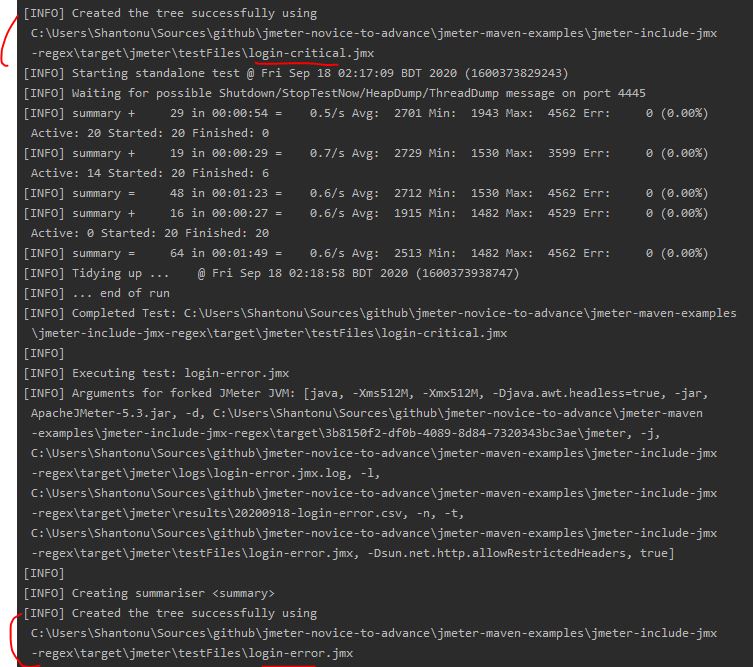 [INFO] Created the tree successfully using
C:\Users\Shantonu\Sources\github\jmeter-novice-to-advance\jmeter-maven-examples\jmeter-include-jmx
-regex\target\jmeter\testFiles\login-critical.jmx
[INFO] Starting standalone test @ Fri Sep 18 02:17:09 BDT 2020 (1600373829243)
[INFO] Waiting for possible Shutdown/StopTestNow/HeapDump/ThreadDump message on port 4445
[INFO] summary +     29 in 00:00:54 =    0.5/s Avg:  2701 Min:  1943 Max:  4562 Err:     0 (0.00%)
Active: 20 Started: 20 Finished: 0
[INFO] summary +     19 in 00:00:29 =    0.7/s Avg:  2729 Min:  1530 Max:  3599 Err:     0 (0.00%)
Active: 14 Started: 20 Finished: 6
[INFO] summary =     48 in 00:01:23 =    0.6/s Avg:  2712 Min:  1530 Max:  4562 Err:     0 (0.00%)
[INFO] summary +     16 in 00:00:27 =    0.6/s Avg:  1915 Min:  1482 Max:  4529 Err:     0 (0.00%)
Active: 0 Started: 20 Finished: 20
[INFO] summary =     64 in 00:01:49 =    0.6/s Avg:  2513 Min:  1482 Max:  4562 Err:     0 (0.00%)
[INFO] Tidying up ...    @ Fri Sep 18 02:18:58 BDT 2020 (1600373938747)
[INFO] ... end of run
[INFO] Completed Test: C:\Users\Shantonu\Sources\github\jmeter-novice-to-advance\jmeter-maven-examples
\jmeter-include-jmx-regex\target\jmeter\testFiles\login-critical.jmx
[INFO]
[INFO] Executing test: login-error.jmx
[INFO] Arguments for forked JMeter JVM: [java, -Xms512M, -Xmx512M, -Djava.awt.headless=true, -jar,
ApacheJMeter-5.3.jar, -d, C:\Users\Shantonu\Sources\github\jmeter-novice-to-advance\jmeter-maven
-examples\jmeter-include-jmx-regex\target\3b8150f2-df0b-4089-8d84-7320343bc3ae\jmeter, -j,
C:\Users\Shantonu\Sources\github\jmeter-novice-to-advance\jmeter-maven-examples\jmeter-include-jmx
-regex\target\jmeter\logs\login-error.jmx.log, -l,
C:\Users\Shantonu\Sources\github\jmeter-novice-to-advance\jmeter-maven-examples\jmeter-include-jmx
-regex\target\jmeter\results\20200918-login-error.csv, -n, -t,
C:\Users\Shantonu\Sources\github\jmeter-novice-to-advance\jmeter-maven-examples\jmeter-include-jmx
-regex\target\jmeter\testFiles\login-error.jmx, -Dsun.net.http.allowRestrictedHeaders, true]
[INFO]
[INFO] Creating summariser <summary>
[INFO] Created the tree successfully using
C:\Users\Shantonu\Sources\github\jmeter-novice-to-advance\jmeter-maven-examples\jmeter-include-jmx
-regex\target\jmeter\testFiles\login-error.jmx